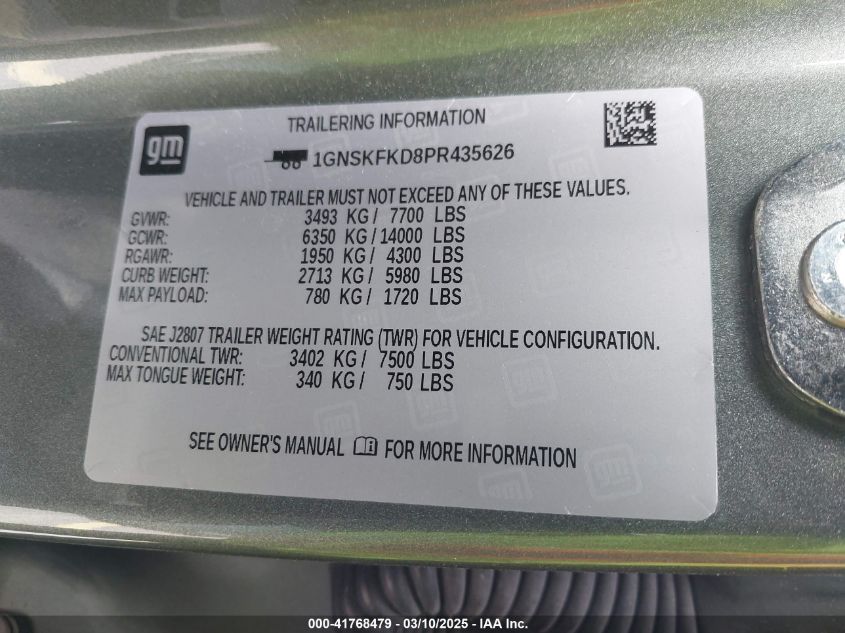 gm
TRAILERING INFORMATION
1GNSKFKD8PR435626
VEHICLE AND TRAILER MUST NOT EXCEED ANY OF THESE VALUES.
GVWR: 3493 KG / 7700 LBS
GCWR: 6350 KG / 14000 LBS
RGAWR: 1950 KG / 4300 LBS
CURB WEIGHT: 2713 KG / 5980 LBS
MAX PAYLOAD: 780 KG / 1720 LBS
SAE J2807 TRAILER WEIGHT RATING (TWR) FOR VEHICLE CONFIGURATION.
CONVENTIONAL TWR: 3402 KG / 7500 LBS
MAX TONGUE WEIGHT: 340 KG / 750 LBS
SEE OWNER'S MANUAL FOR MORE INFORMATION
000-41768479 — 03/10/2025 - IAA Inc.